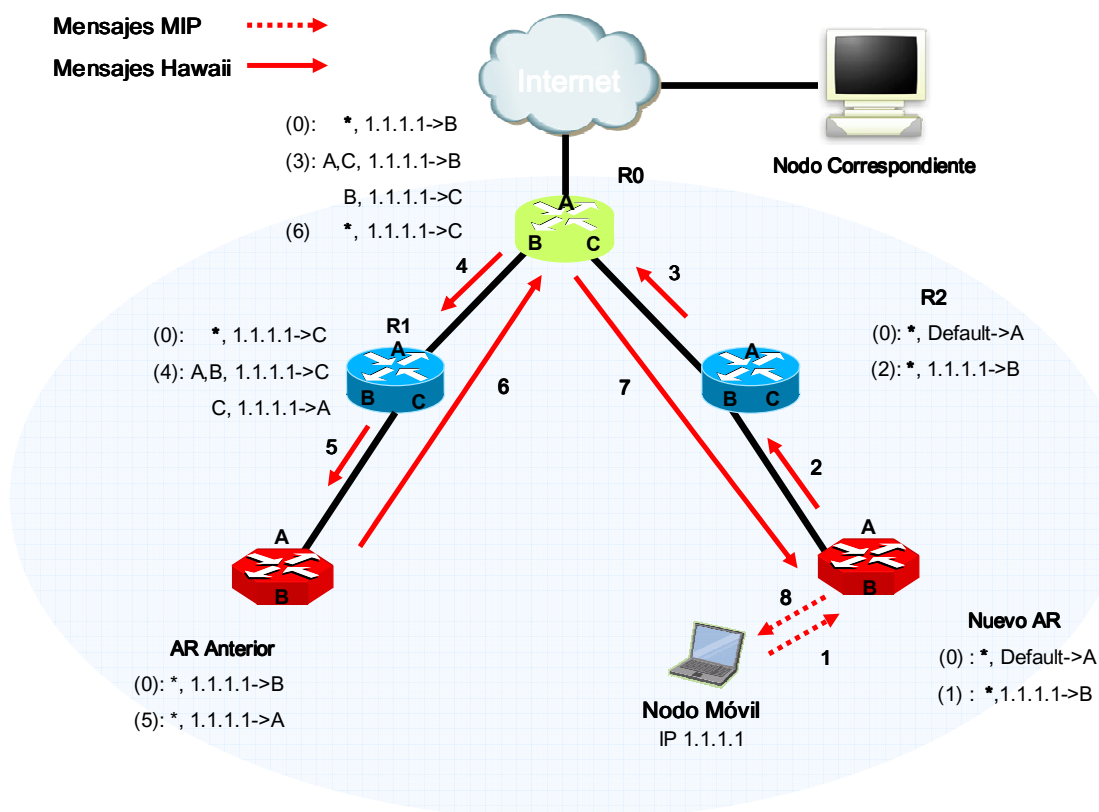 Mensajes MIP
Mensajes Hawaii
Internet
Nodo Correspondiente
(0): *, 1.1.1.1->B
(3): A,C, 1.1.1.1->B
B, 1.1.1.1->C
(6) *, 1.1.1.1->C
R0
A
B
C
4
3
R2
(0): *, Default->A
(2): *, 1.1.1.1->B
(0): *, 1.1.1.1->C
(4): A,B, 1.1.1.1->C
C, 1.1.1.1->A
R1
A
B
C
6
7
A
B
C
5
2
A
B
A
B
8
1
AR Anterior
(0): *, 1.1.1.1->B
(5): *, 1.1.1.1->A
Nodo Móvil
IP 1.1.1.1
Nuevo AR
(0) : *, Default->A
(1) : *,1.1.1.1->B